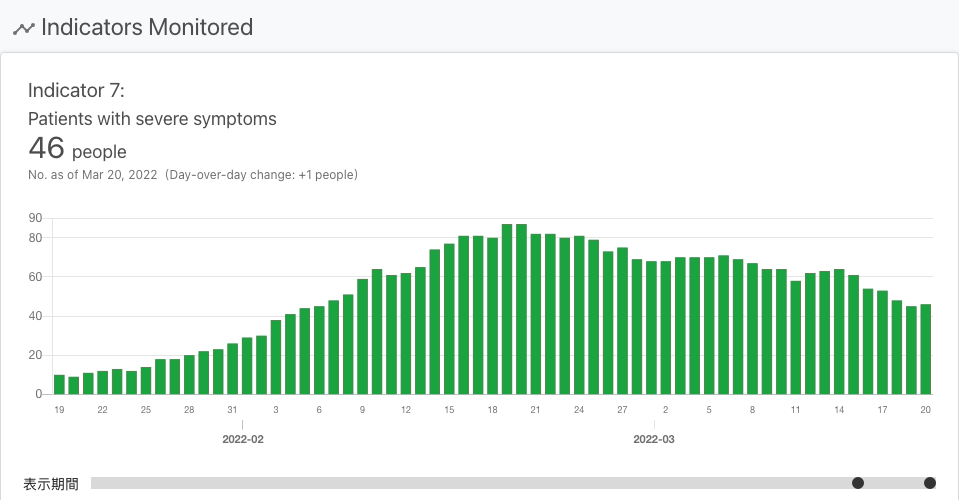 Indicators Monitored
Indicator 7:
Patients with severe symptoms
46 people
No. as of Mar 20, 2022 (Day-over-day change: +1 people)
90
80
60
40
20
0
19 22 25 28 31 3 6 9 12 15 18 21 24 27 2 5 8 11 14 17 20
2022-02 2022-03
表示期間